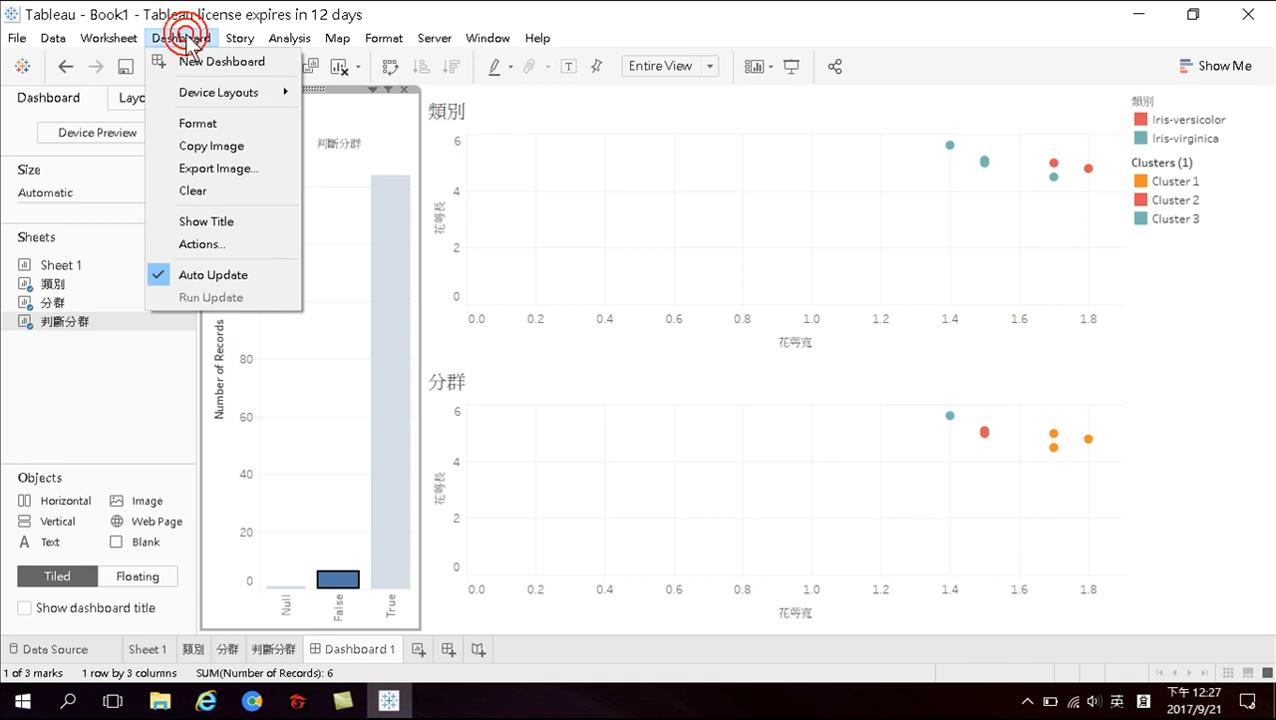 Tableau - Book1 - Tableau license expires in 12 days
File Data Worksheet Dashboard Story Analysis Map Format Server Window Help
New Dashboard
Device Layouts
Format
Copy Image
Export Image...
Clear
Show Title
Actions...
Auto Update
Run Update
Entire View
Show Me
Dashboard
Device Preview
Size
Automatic
Sheets
Sheet 1
類別
分群
判斷分群
Objects
Horizontal Image
Vertical Web Page
Text Blank
Tiled Floating
Show dashboard title
判斷分群
Number of Records
80
60
40
20
0
Null False True
類別
6
4
2
0
花萼長
0.0 0.2 0.4 0.6 0.8 1.0 1.2 1.4 1.6 1.8
花萼寬
分群
6
4
2
0
花萼長
0.0 0.2 0.4 0.6 0.8 1.0 1.2 1.4 1.6 1.8
花萼寬
類別
Iris-versicolor
Iris-virginica
Clusters (1)
Cluster 1
Cluster 2
Cluster 3
Data Source Sheet 1 類別 分群 判斷分群 Dashboard 1
1 of 3 marks 1 row by 3 columns SUM(Number of Records): 6
英
下午 12:27
2017/9/21